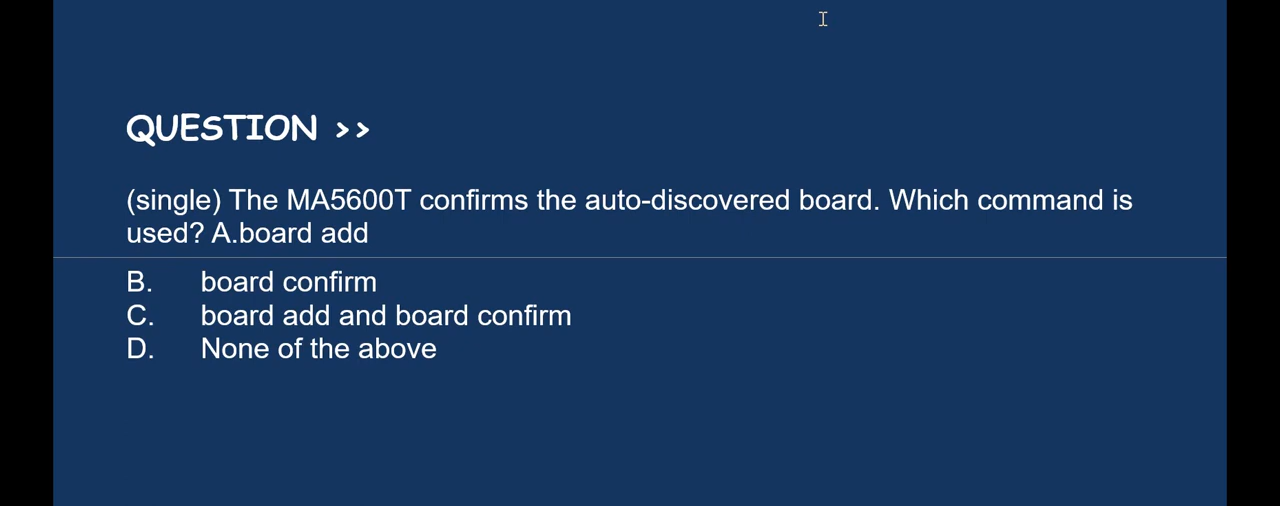 QUESTION >>
(single) The MA5600T confirms the auto-discovered board. Which command is
used? A.board add
B. board confirm
C. board add and board confirm
D. None of the above